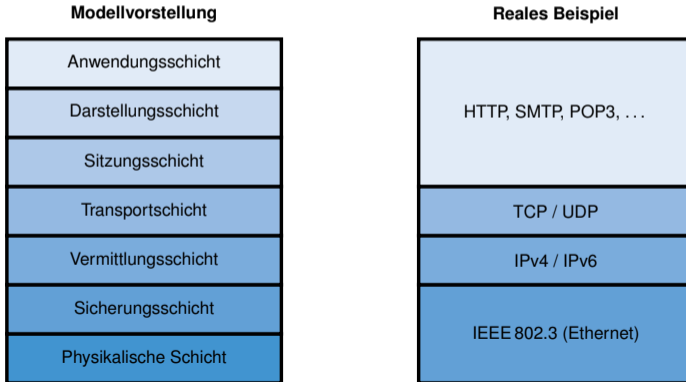 Modellvorstellung
Anwendungsschicht
Darstellungsschicht
Sitzungsschicht
Transportschicht
Vermittlungsschicht
Sicherungsschicht
Physikalische Schicht
Reales Beispiel
HTTP, SMTP, POP3, . . .
TCP / UDP
IPv4 / IPv6
IEEE 802.3 (Ethernet)